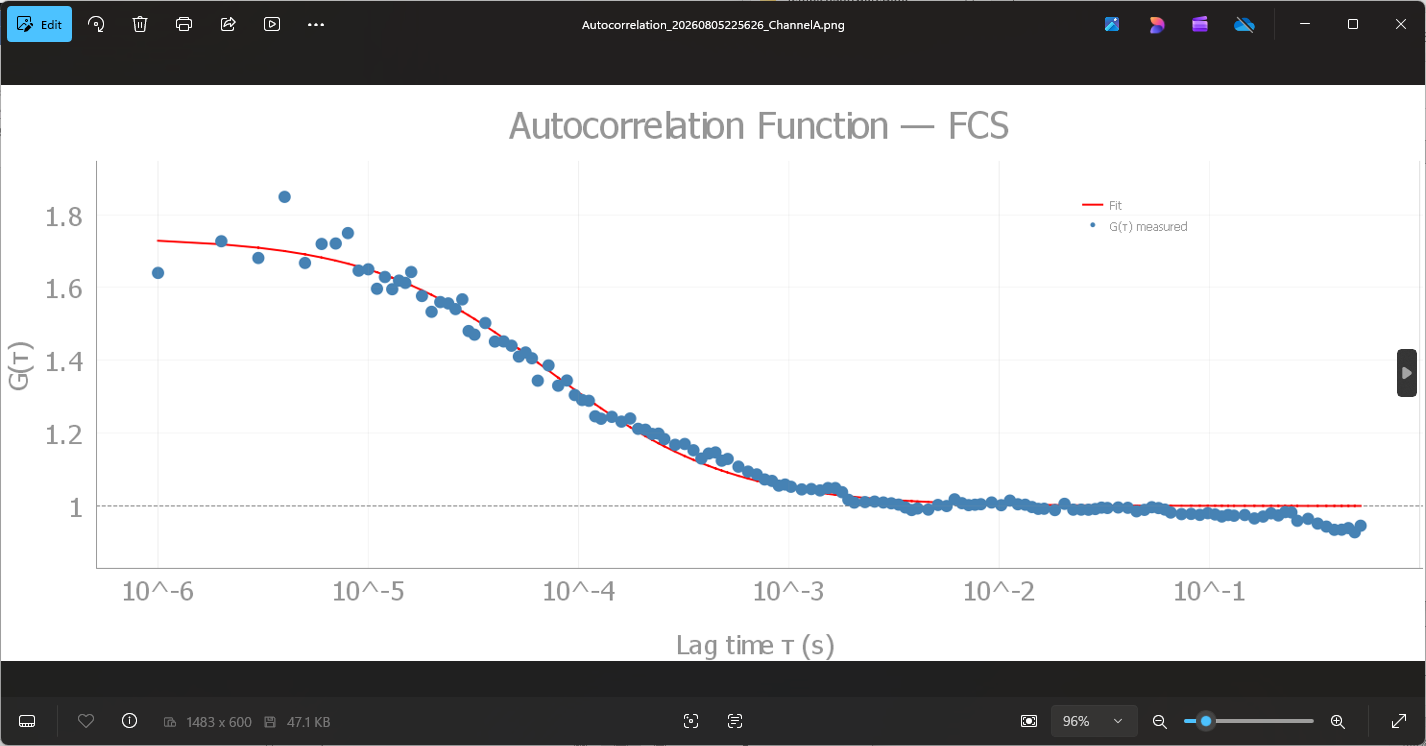 Edit
Autocorrelation_20260805225626_ChannelA.png
Autocorrelation Function — FCS
Fit
G(τ) measured
G(τ)
1.8
1.6
1.4
1.2
1
10^-6 10^-5 10^-4 10^-3 10^-2 10^-1
Lag time τ (s)
1483 x 600 47.1 KB 96%